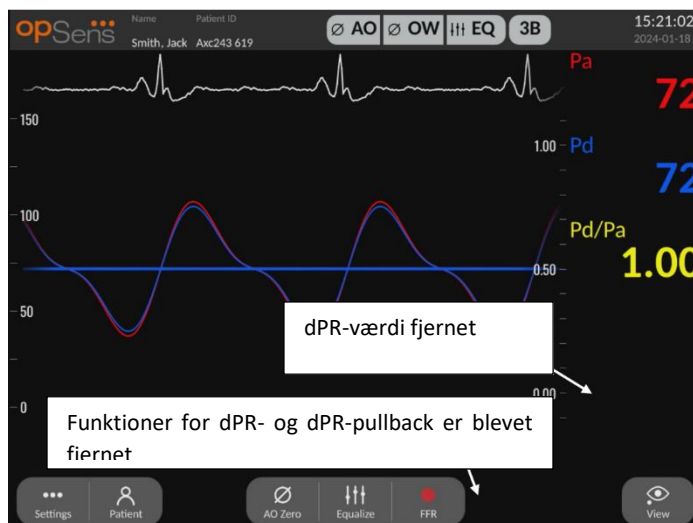 opSens
Name Patient ID
Smith, Jack Axc243 619
Ø AO Ø OW EQ 3B
15:21:02
2024-01-18
Pa
72
150
1.00
Pd
72
100
Pd/Pa
0.50
1.00
50
dPR-værdi fjernet
0.00
0
Funktioner for dPR- og dPR-pullback er blevet
fjernet
Settings Patient AO Zero Equalize FFR View